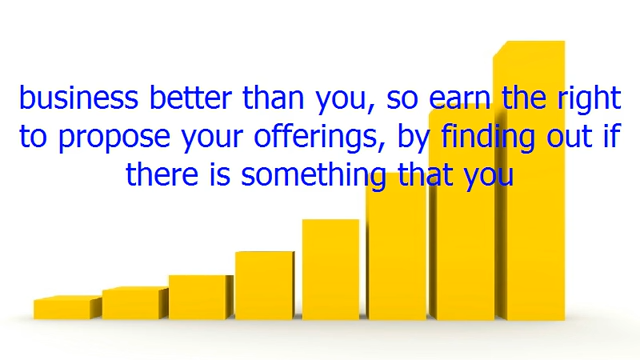 business better than you, so earn the right
to propose your offerings, by finding out if
there is something that you